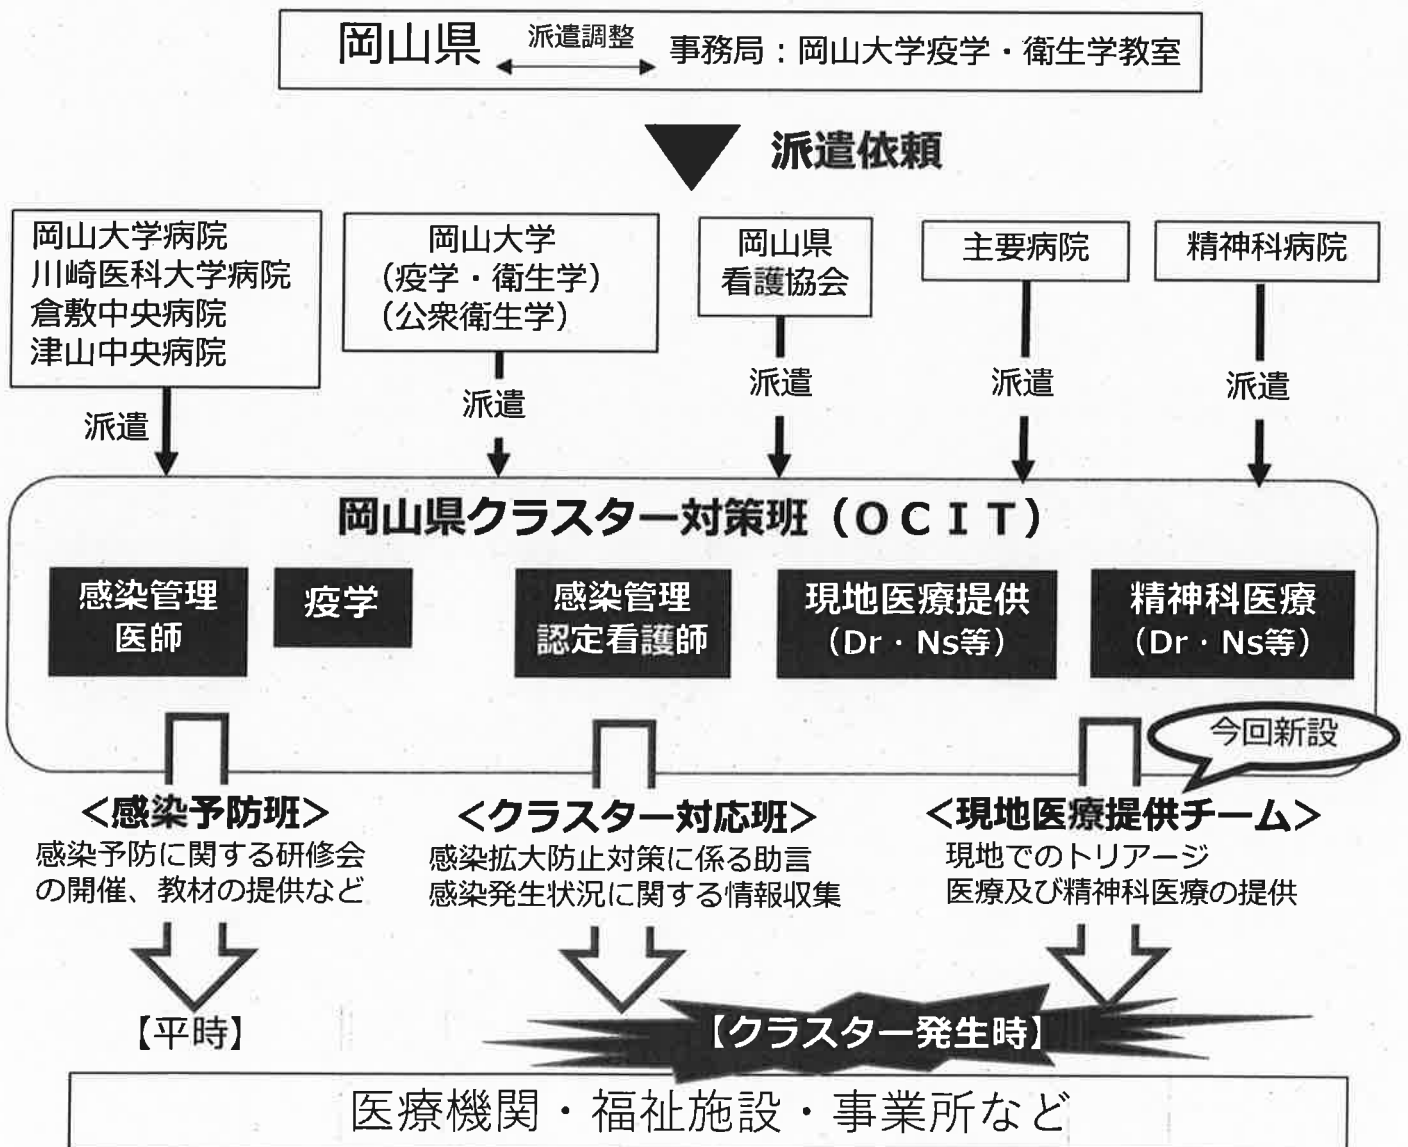 岡山県
派遣調整
事務局：岡山大学疫学・衛生学教室
派遣依頼
岡山大学病院
川崎医科大学病院
倉敷中央病院
津山中央病院
岡山大学
（疫学・衛生学）
（公衆衛生学）
岡山県
看護協会
主要病院
精神科病院
派遣
派遣
派遣
派遣
派遣
岡山県クラスター対策班（ＯＣＩＴ）
感染管理
医師
疫学
感染管理
認定看護師
現地医療提供
（Dr・Ns等）
精神科医療
（Dr・Ns等）
今回新設
＜感染予防班＞
感染予防に関する研修会
の開催、教材の提供など
＜クラスター対応班＞
感染拡大防止対策に係る助言
感染発生状況に関する情報収集
＜現地医療提供チーム＞
現地でのトリアージ
医療及び精神科医療の提供
【平時】
【クラスター発生時】
医療機関・福祉施設・事業所など